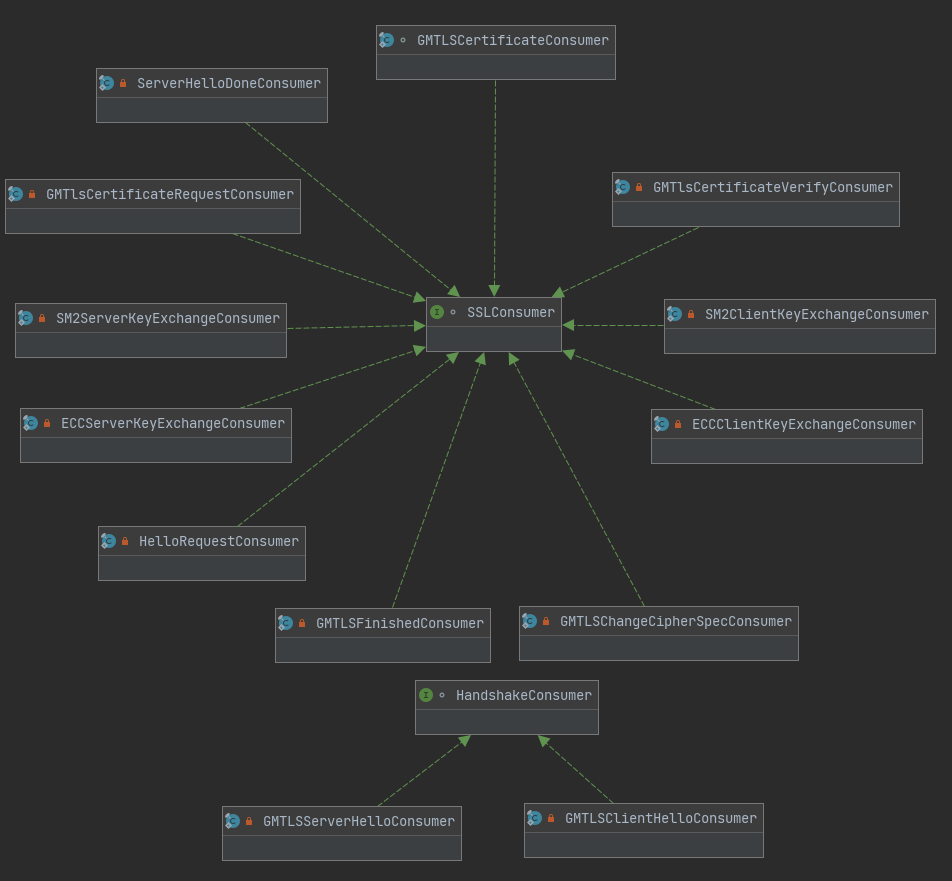 GMTLSCertificateConsumer
ServerHelloDoneConsumer
GMTlsCertificateRequestConsumer
GMTlsCertificateVerifyConsumer
SSLConsumer
SM2ServerKeyExchangeConsumer
SM2ClientKeyExchangeConsumer
ECCServerKeyExchangeConsumer
ECCClientKeyExchangeConsumer
HelloRequestConsumer
GMTLSFinishedConsumer
GMTLSChangeCipherSpecConsumer
HandshakeConsumer
GMTLSServerHelloConsumer
GMTLSClientHelloConsumer